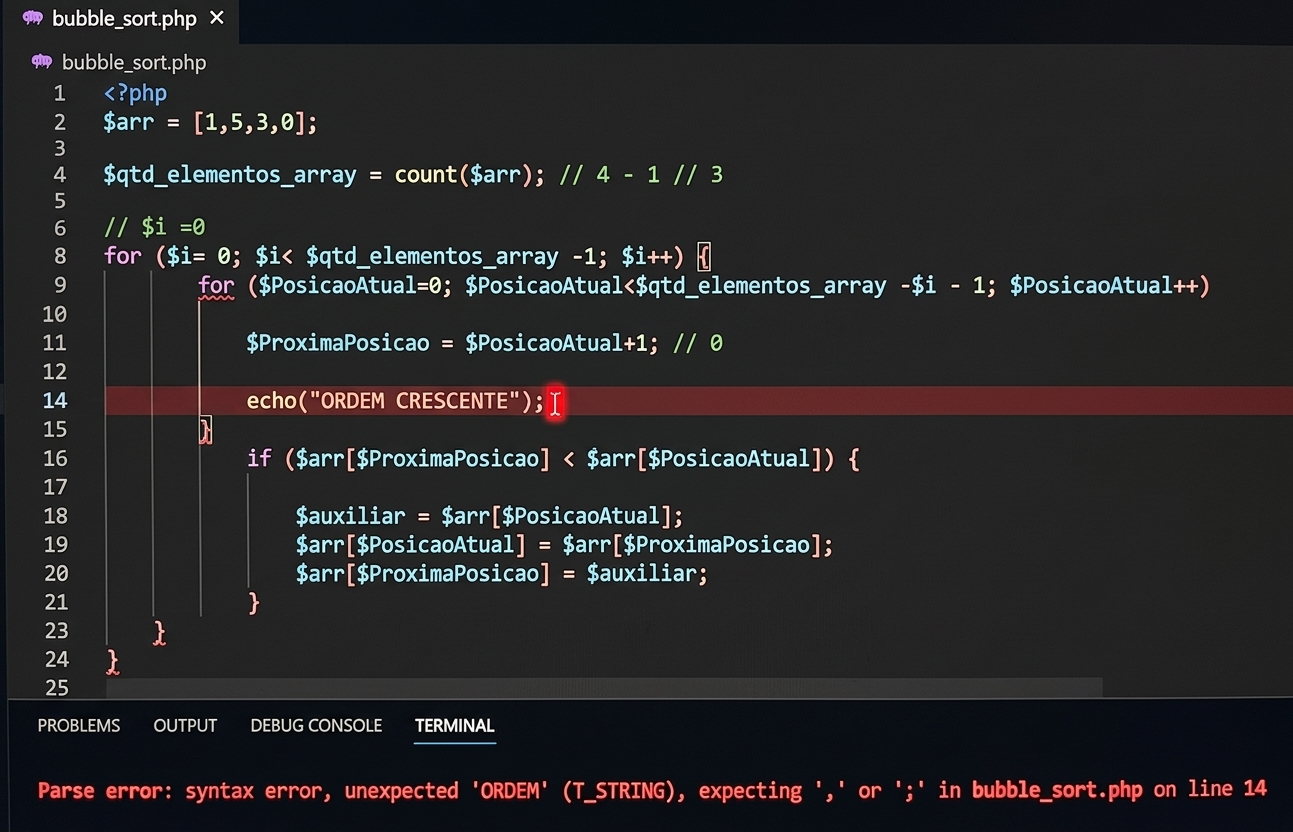 bubble_sort.php ×
bubble_sort.php
1 <?php
2 $arr = [1,5,3,0];
3
4 $qtd_elementos_array = count($arr); // 4 - 1 // 3
5
6 // $i =0
8 for ($i= 0; $i< $qtd_elementos_array -1; $i++) {
9 for ($PosicaoAtual=0; $PosicaoAtual<$qtd_elementos_array -$i - 1; $PosicaoAtual++)
10
11 $ProximaPosicao = $PosicaoAtual+1; // 0
12
14 echo("ORDEM CRESCENTE");
15 }
16 if ($arr[$ProximaPosicao] < $arr[$PosicaoAtual]) {
17
18 $auxiliar = $arr[$PosicaoAtual];
19 $arr[$PosicaoAtual] = $arr[$ProximaPosicao];
20 $arr[$ProximaPosicao] = $auxiliar;
21 }
23 }
24 }
25
PROBLEMS OUTPUT DEBUG CONSOLE TERMINAL
Parse error: syntax error, unexpected 'ORDEM' (T_STRING), expecting ',' or ';' in bubble_sort.php on line 14